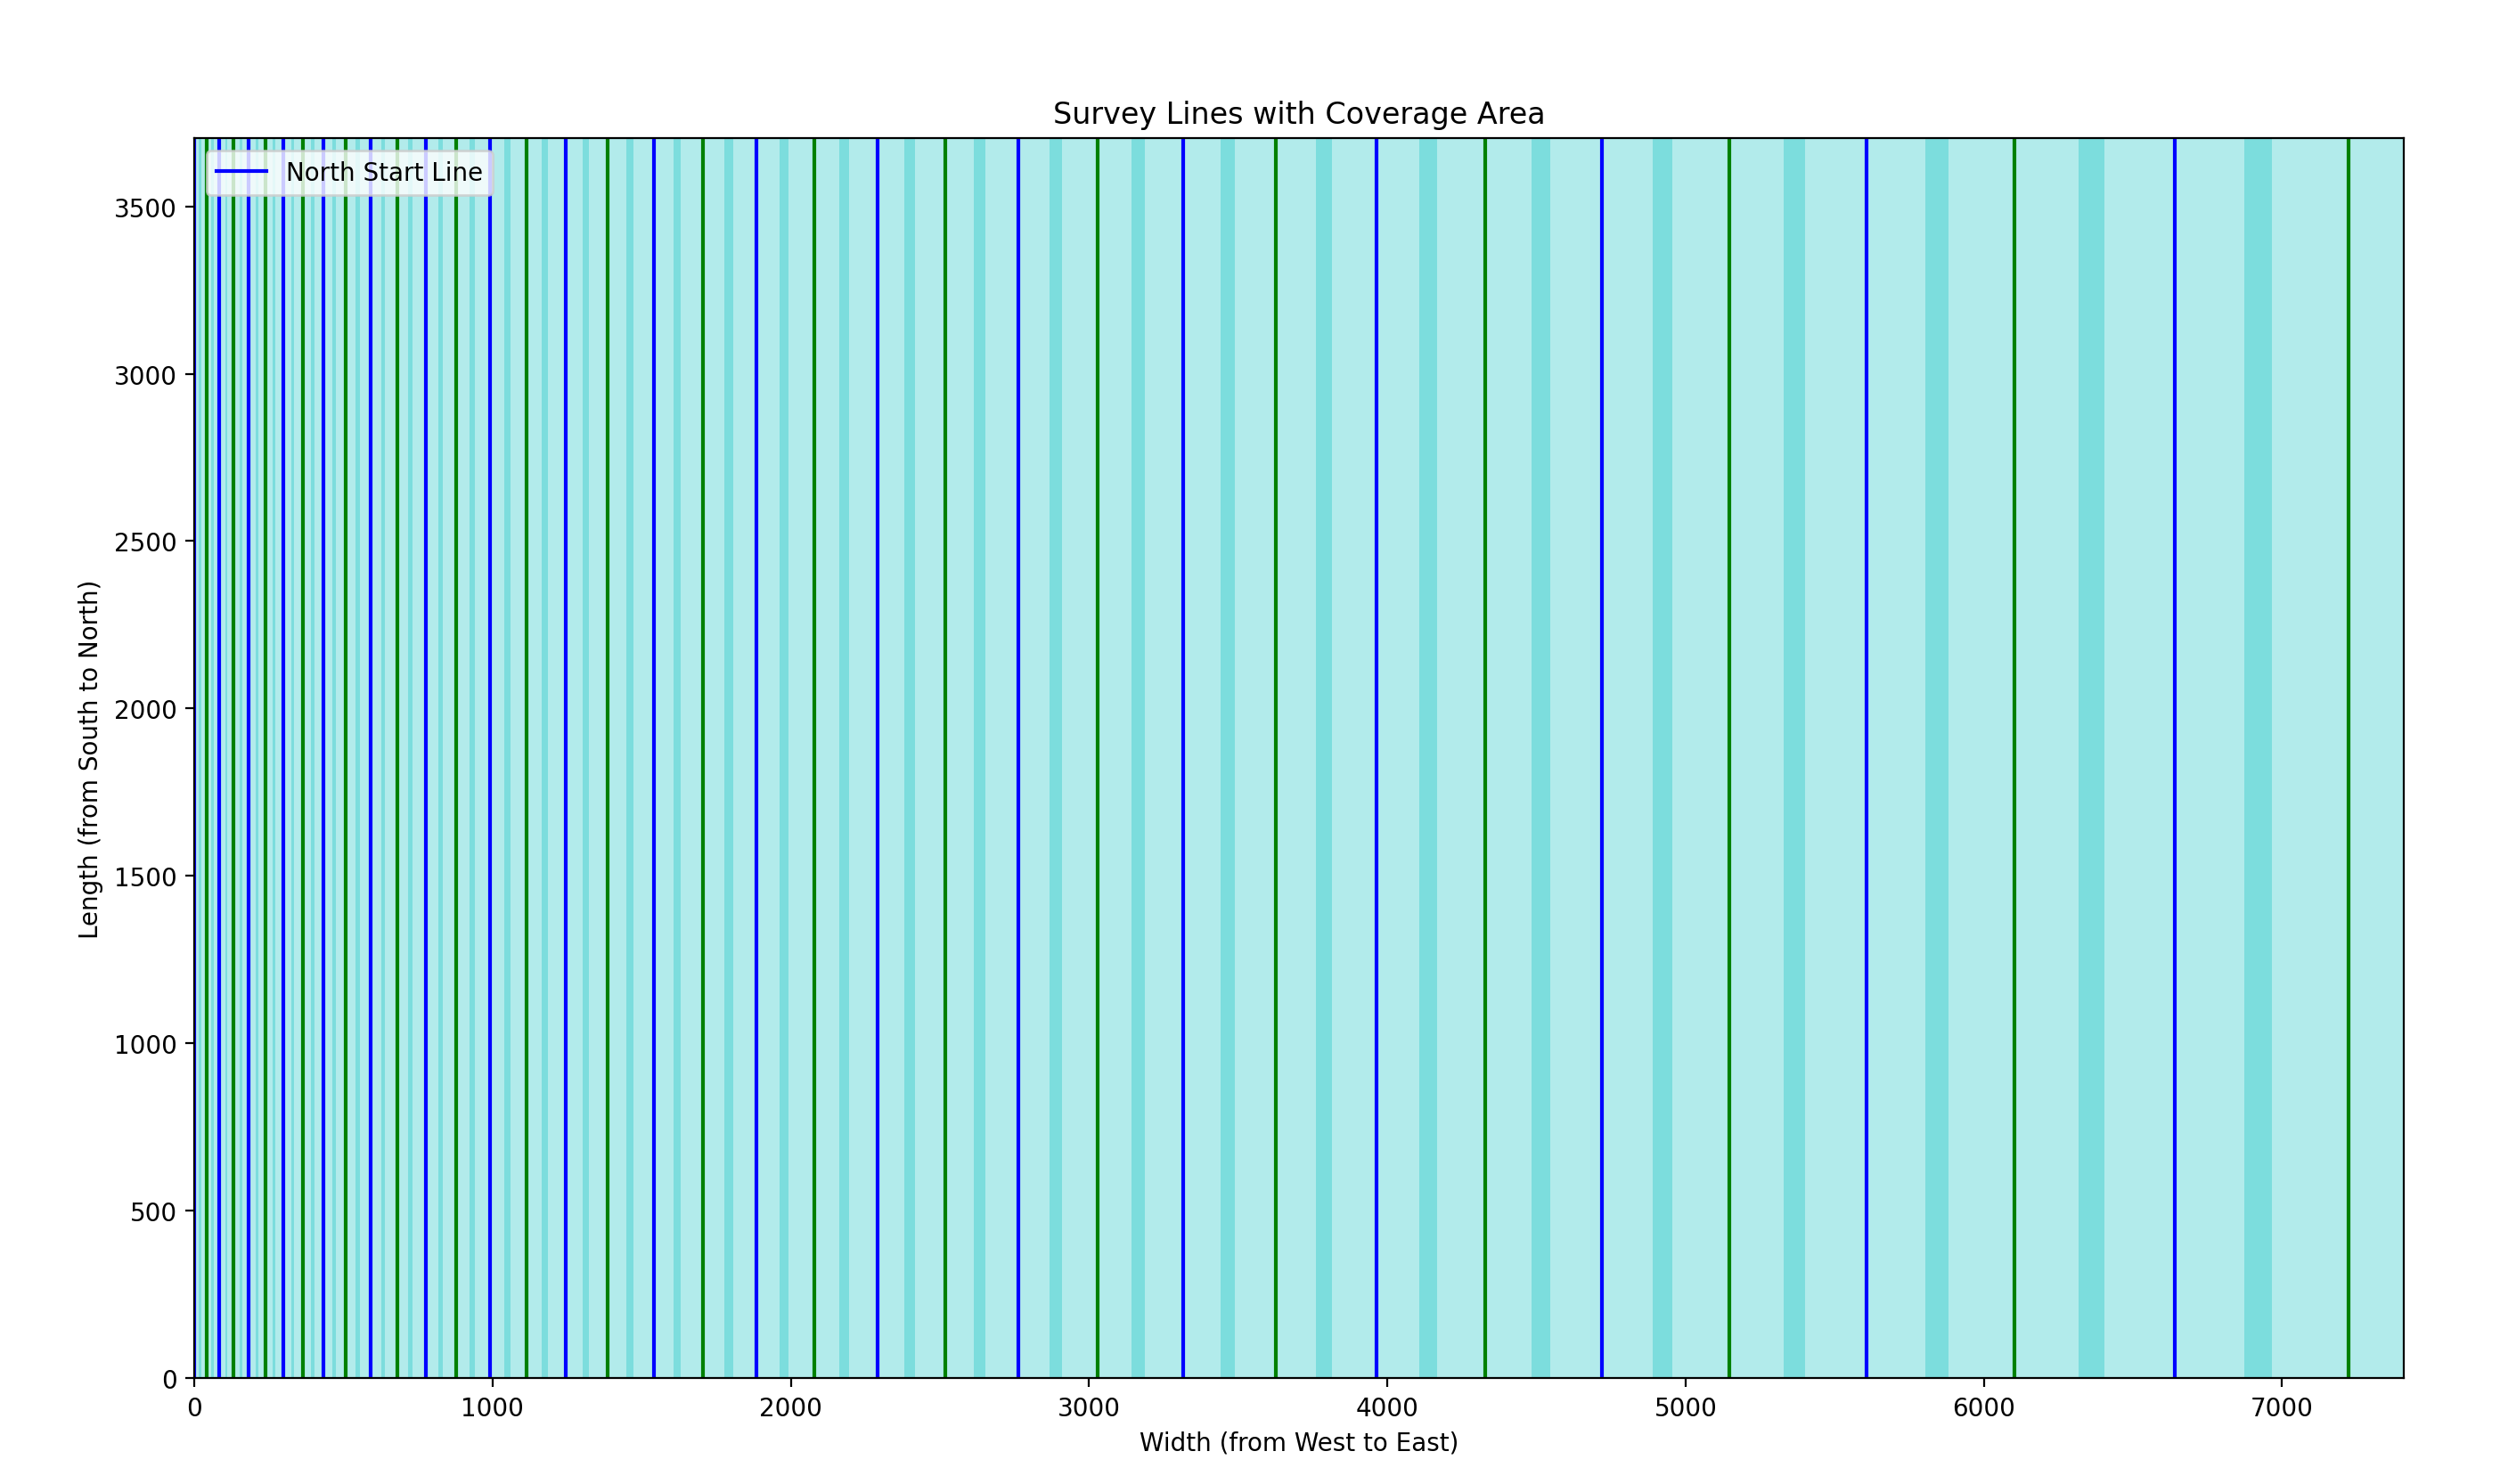 Survey Lines with Coverage Area
North Start Line
3500
3000
2500
2000
1500
1000
500
0
Length (from South to North)
0 1000 2000 3000 4000 5000 6000 7000
Width (from West to East)